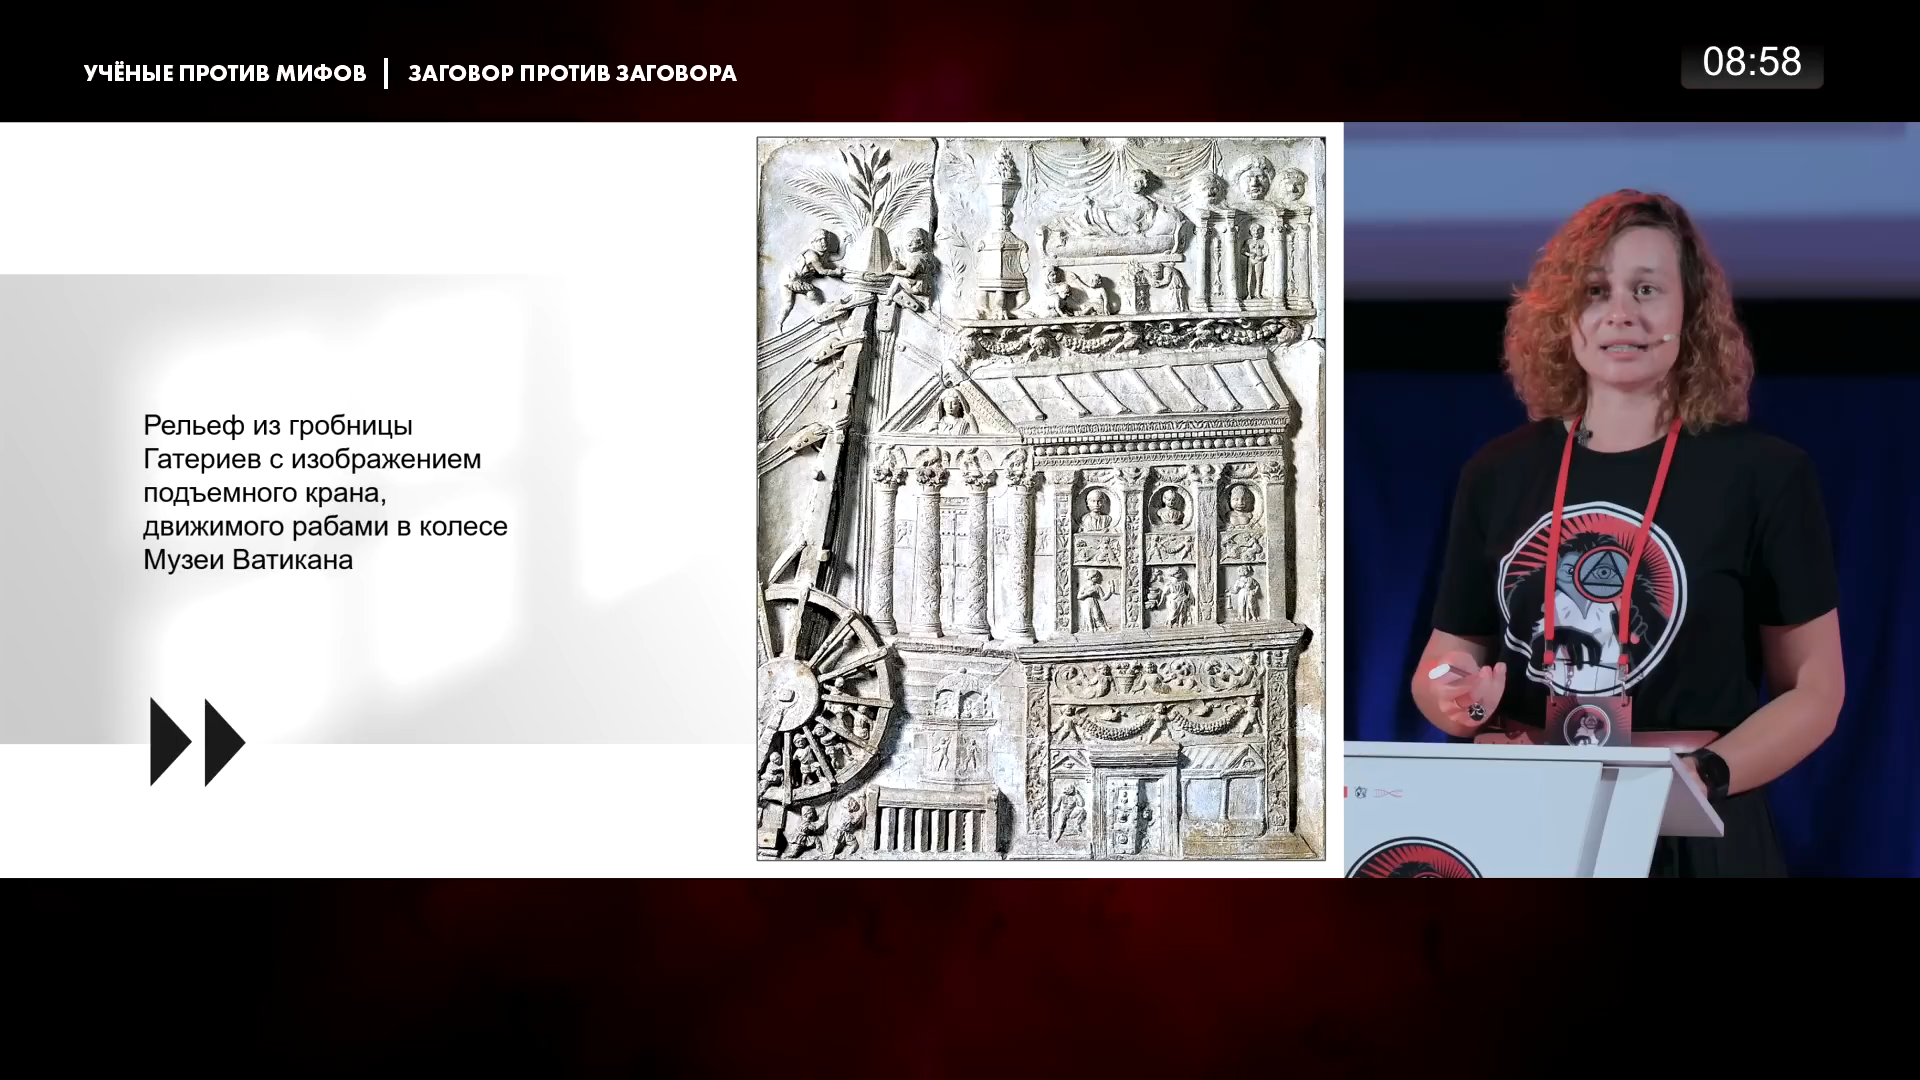 УЧЁНЫЕ ПРОТИВ МИФОВ | ЗАГОВОР ПРОТИВ ЗАГОВОРА
08:58
Рельеф из гробницы
Гатериев с изображением
подъемного крана,
движимого рабами в колесе
Музеи Ватикана